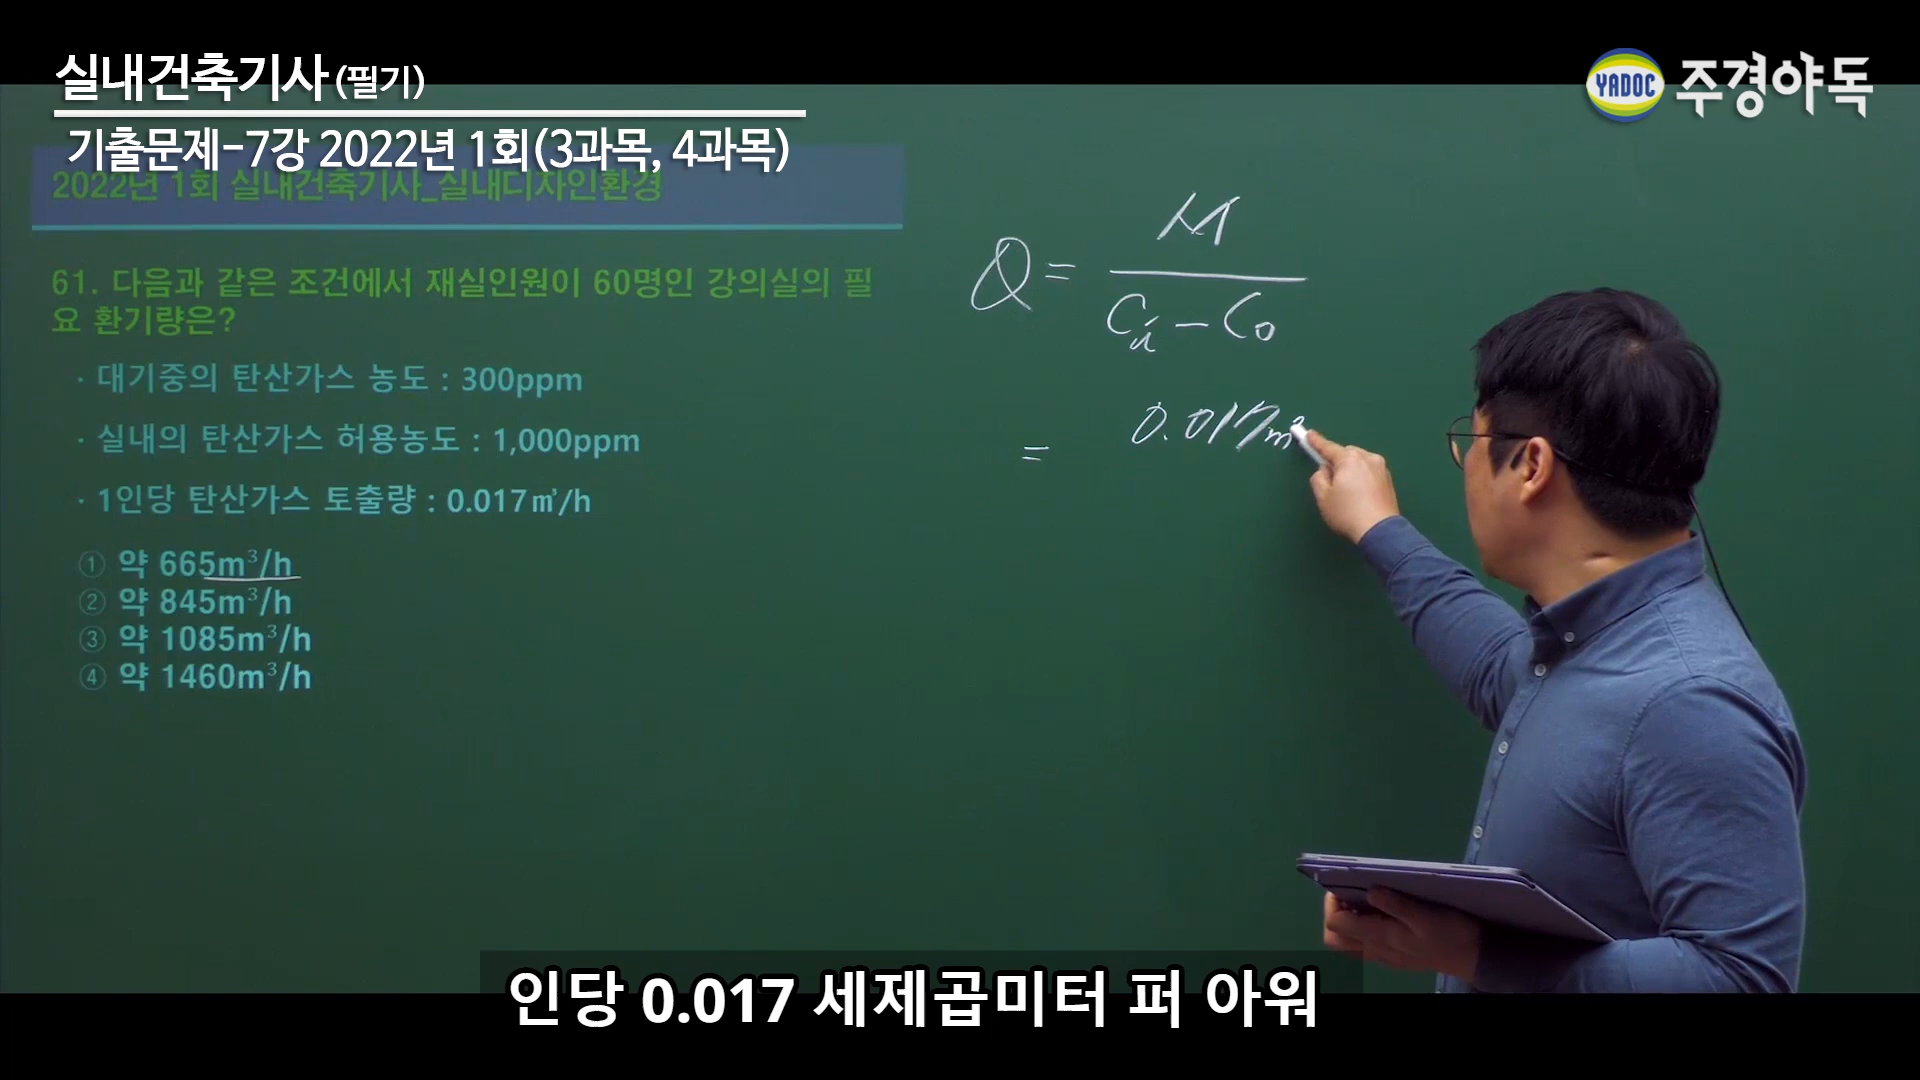 실내건축기사(필기)
기출문제-7강 2022년 1회(3과목, 4과목)
YADOC 주경야독
2022년 1회 실내건축기사_실내디자인환경
61. 다음과 같은 조건에서 재실인원이 60명인 강의실의 필
요 환기량은?
· 대기중의 탄산가스 농도 : 300ppm
· 실내의 탄산가스 허용농도 : 1,000ppm
· 1인당 탄산가스 토출량 : 0.017㎥/h
① 약 665m³/h
② 약 845m³/h
③ 약 1085m³/h
④ 약 1460m³/h
Q = M
Ci - Co
= 0.017m³
인당 0.017 세제곱미터 퍼 아워